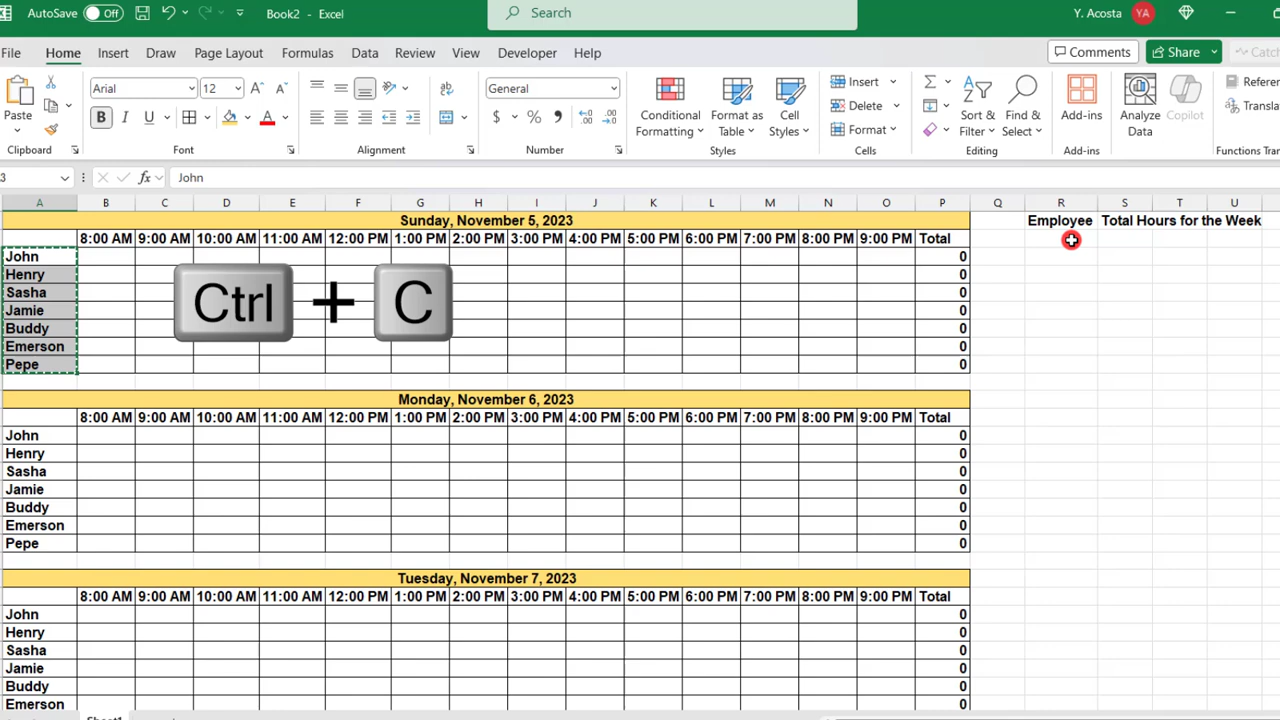 AutoSave Off Book2 - Excel Search Y. Acosta YA
File Home Insert Draw Page Layout Formulas Data Review View Developer Help Comments Share Catc
Paste Arial 12 General Conditional Formatting Format as Table Cell Styles Insert Delete Format Sort & Filter Find & Select Add-ins Analyze Data Copilot Referen Transla
Clipboard Font Alignment Number Styles Cells Editing Add-ins Functions Trans
3 fx John
A B C D E F G H I J K L M N O P Q R S T U
Sunday, November 5, 2023 Employee Total Hours for the Week
8:00 AM 9:00 AM 10:00 AM 11:00 AM 12:00 PM 1:00 PM 2:00 PM 3:00 PM 4:00 PM 5:00 PM 6:00 PM 7:00 PM 8:00 PM 9:00 PM Total
John 0
Henry 0
Sasha 0
Jamie 0
Buddy 0
Emerson 0
Pepe 0
Ctrl + C
Monday, November 6, 2023
8:00 AM 9:00 AM 10:00 AM 11:00 AM 12:00 PM 1:00 PM 2:00 PM 3:00 PM 4:00 PM 5:00 PM 6:00 PM 7:00 PM 8:00 PM 9:00 PM Total
John 0
Henry 0
Sasha 0
Jamie 0
Buddy 0
Emerson 0
Pepe 0
Tuesday, November 7, 2023
8:00 AM 9:00 AM 10:00 AM 11:00 AM 12:00 PM 1:00 PM 2:00 PM 3:00 PM 4:00 PM 5:00 PM 6:00 PM 7:00 PM 8:00 PM 9:00 PM Total
John 0
Henry 0
Sasha 0
Jamie 0
Buddy 0
Emerson 0
Sheet1